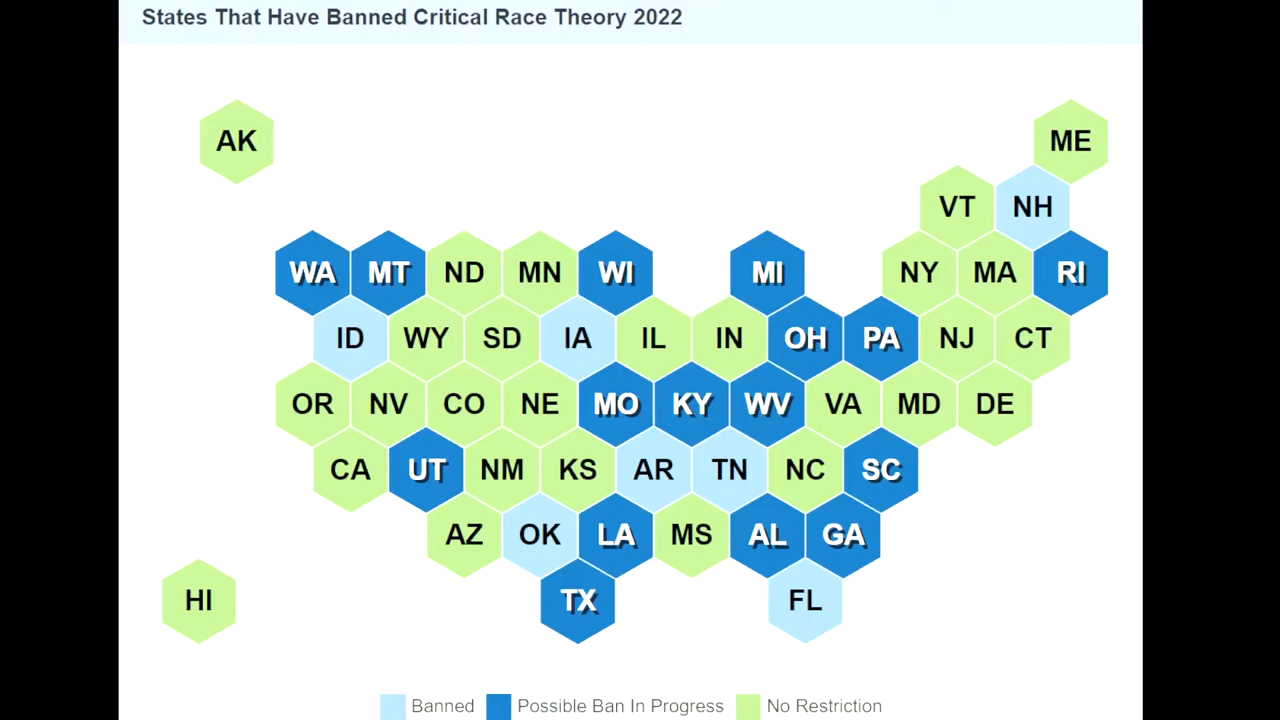 States That Have Banned Critical Race Theory 2022
AK
ME
VT NH
WA MT ND MN WI MI NY MA RI
ID WY SD IA IL IN OH PA NJ CT
OR NV CO NE MO KY WV VA MD DE
CA UT NM KS AR TN NC SC
AZ OK LA MS AL GA
HI TX FL
Banned Possible Ban In Progress No Restriction